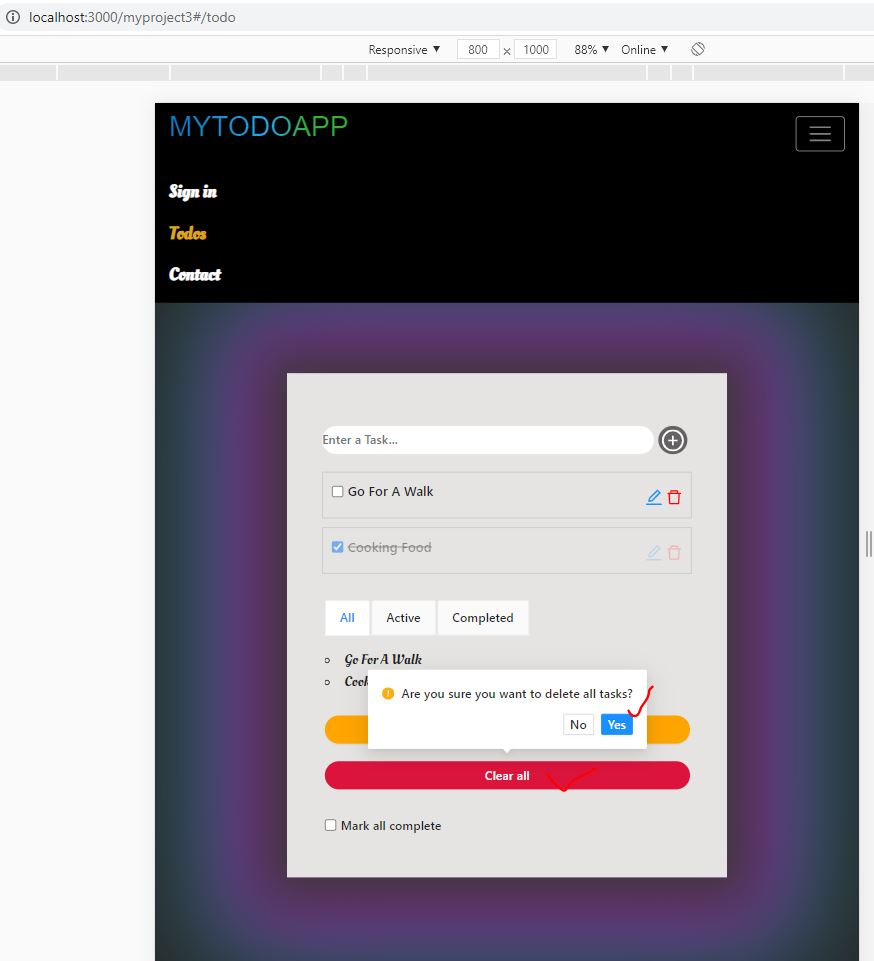 localhost:3000/myproject3#/todo
Responsive ▼ 800 × 1000 88% ▼ Online ▼
MYTODOAPP
Sign in
Todos
Contact
Enter a Task...
Go For A Walk
Cooking Food
All Active Completed
Go For A Walk
Are you sure you want to delete all tasks?
No Yes
Clear all
Mark all complete